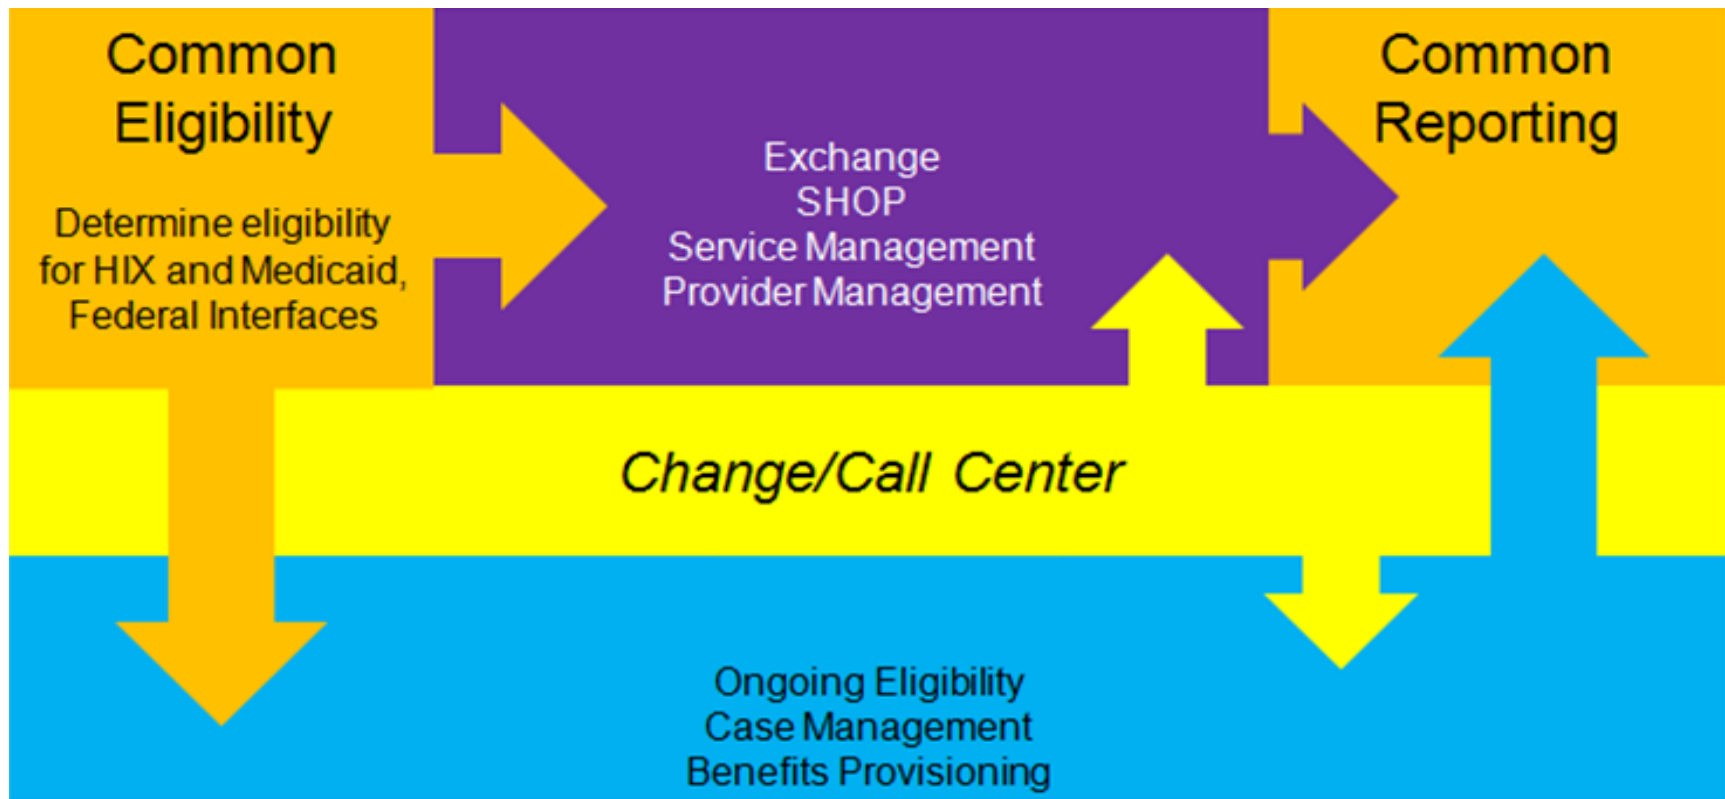 Common
Eligibility
Determine eligibility
for HIX and Medicaid,
Federal Interfaces
Exchange
SHOP
Service Management
Provider Management
Common
Reporting
Change/Call Center
Ongoing Eligibility
Case Management
Benefits Provisioning